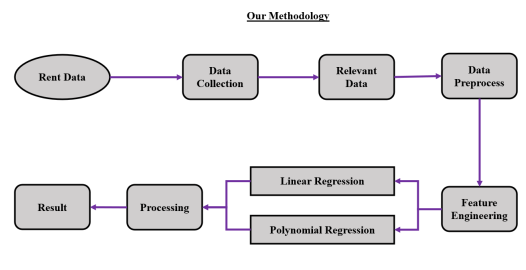 Our Methodology
Rent Data
Data
Collection
Relevant
Data
Data
Preprocess
Feature
Engineering
Linear Regression
Polynomial Regression
Processing
Result